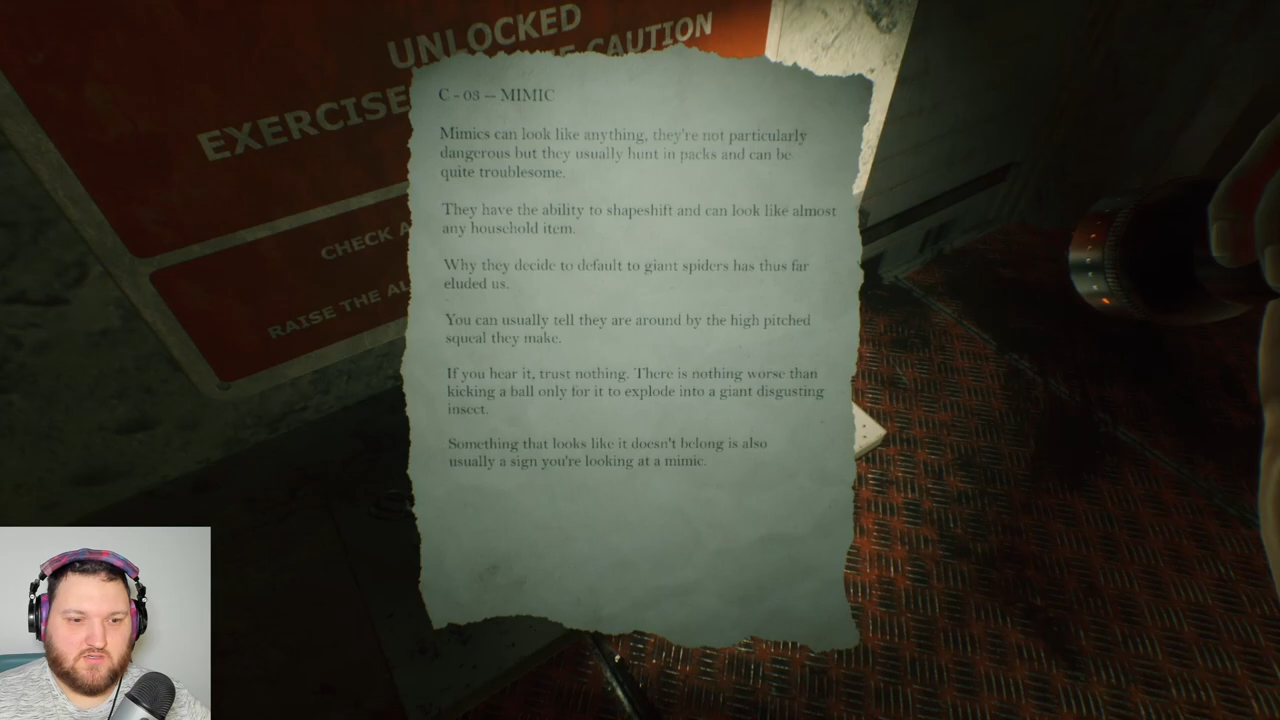 UNLOCKED
EXERCISE CAUTION
C - 03 -- MIMIC
Mimics can look like anything, they're not particularly
dangerous but they usually hunt in packs and can be
quite troublesome.
They have the ability to shapeshift and can look like almost
any household item.
Why they decide to default to giant spiders has thus far
eluded us.
You can usually tell they are around by the high pitched
squeal they make.
If you hear it, trust nothing. There is nothing worse than
kicking a ball only for it to explode into a giant disgusting
insect.
Something that looks like it doesn't belong is also
usually a sign you're looking at a mimic.
CHECK
RAISE THE